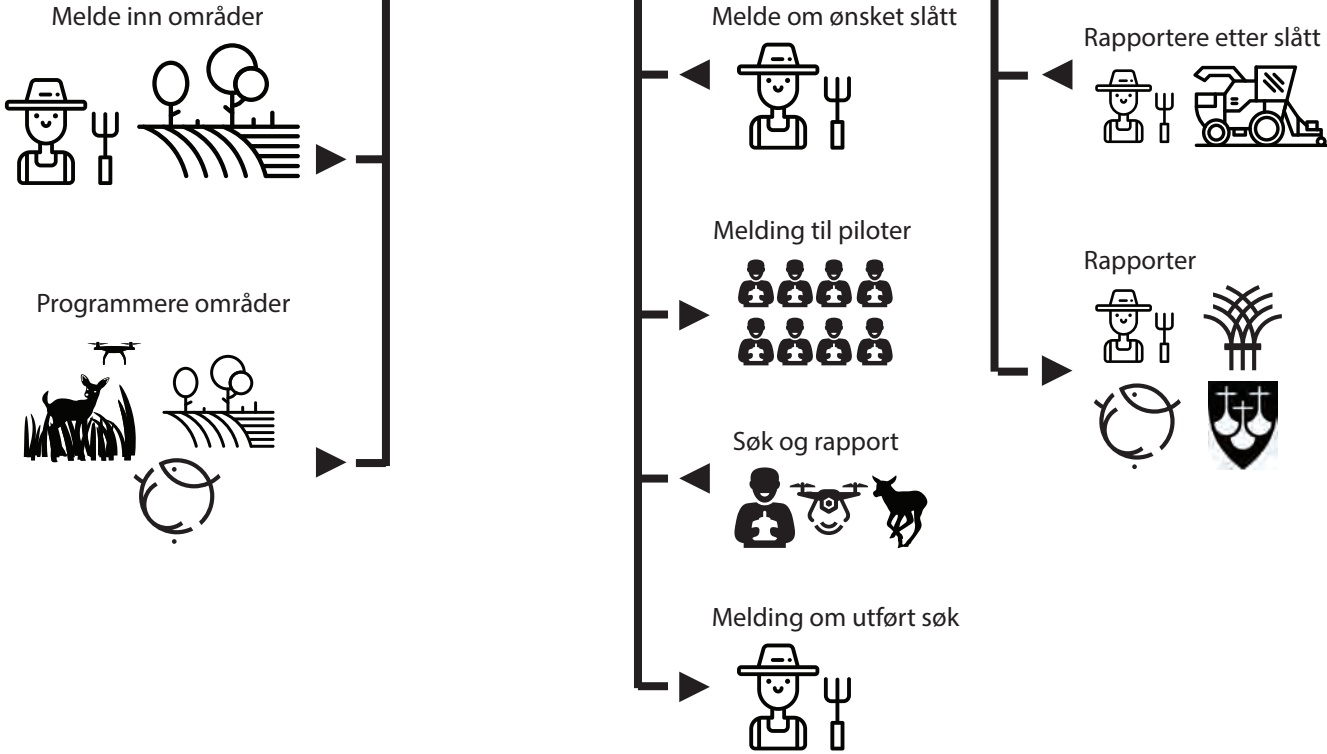 Melde inn områder
Programmere områder
Melde om ønsket slått
Melding til piloter
Søk og rapport
Melding om utført søk
Rapportere etter slått
Rapporter